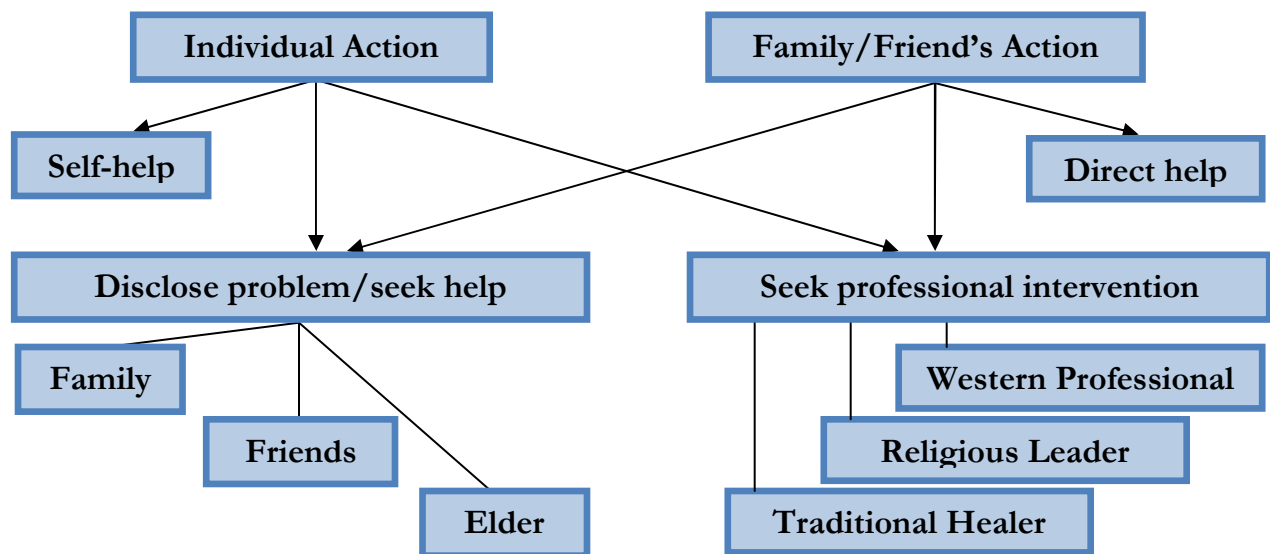 Individual Action
Family/Friend’s Action
Self-help
Direct help
Disclose problem/seek help
Seek professional intervention
Family
Western Professional
Friends
Religious Leader
Elder
Traditional Healer